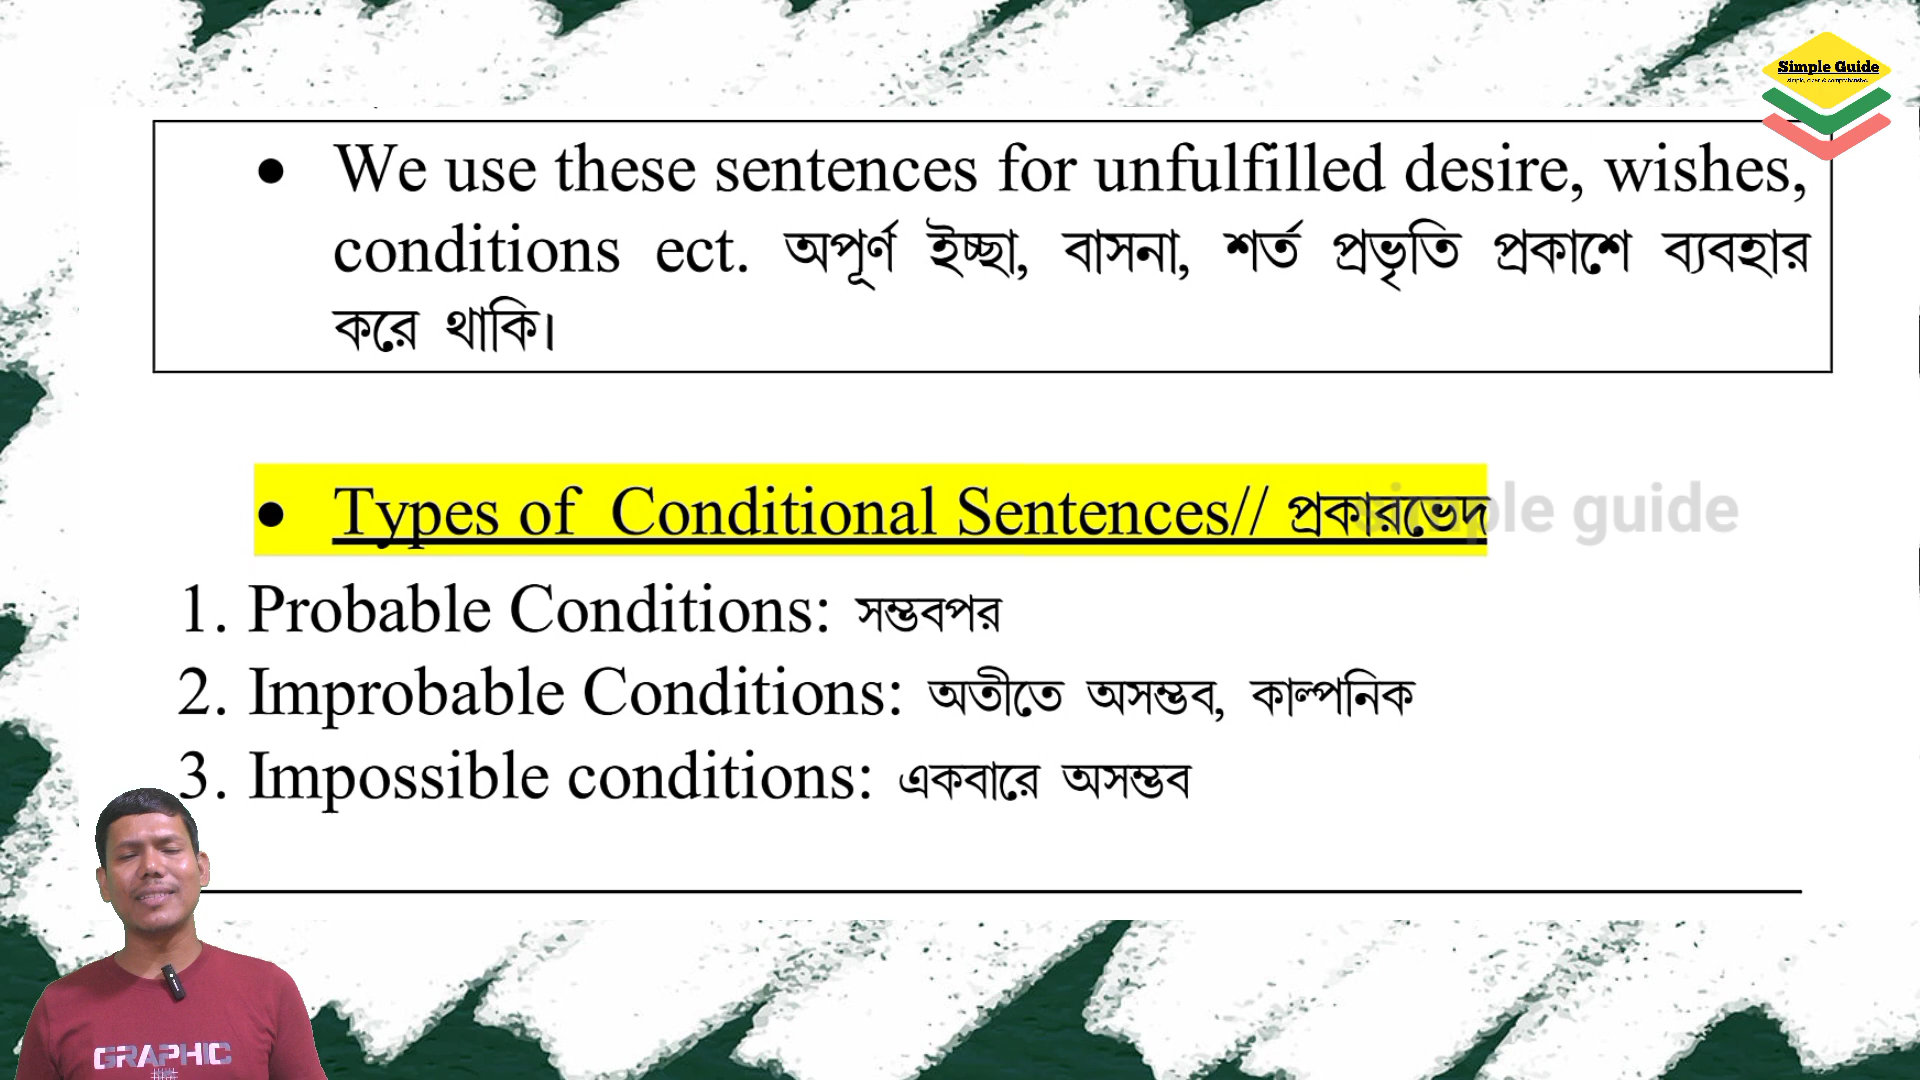 Simple Guide
We use these sentences for unfulfilled desire, wishes,
conditions ect. অপূর্ণ ইচ্ছা, বাসনা, শর্ত প্রভৃতি প্রকাশে ব্যবহার
করে থাকি।
Types of Conditional Sentences// প্রকারভেদ
simple guide
1. Probable Conditions: সম্ভবপর
2. Improbable Conditions: অতীতে অসম্ভব, কাল্পনিক
3. Impossible conditions: একবারে অসম্ভব
GRAPHIC